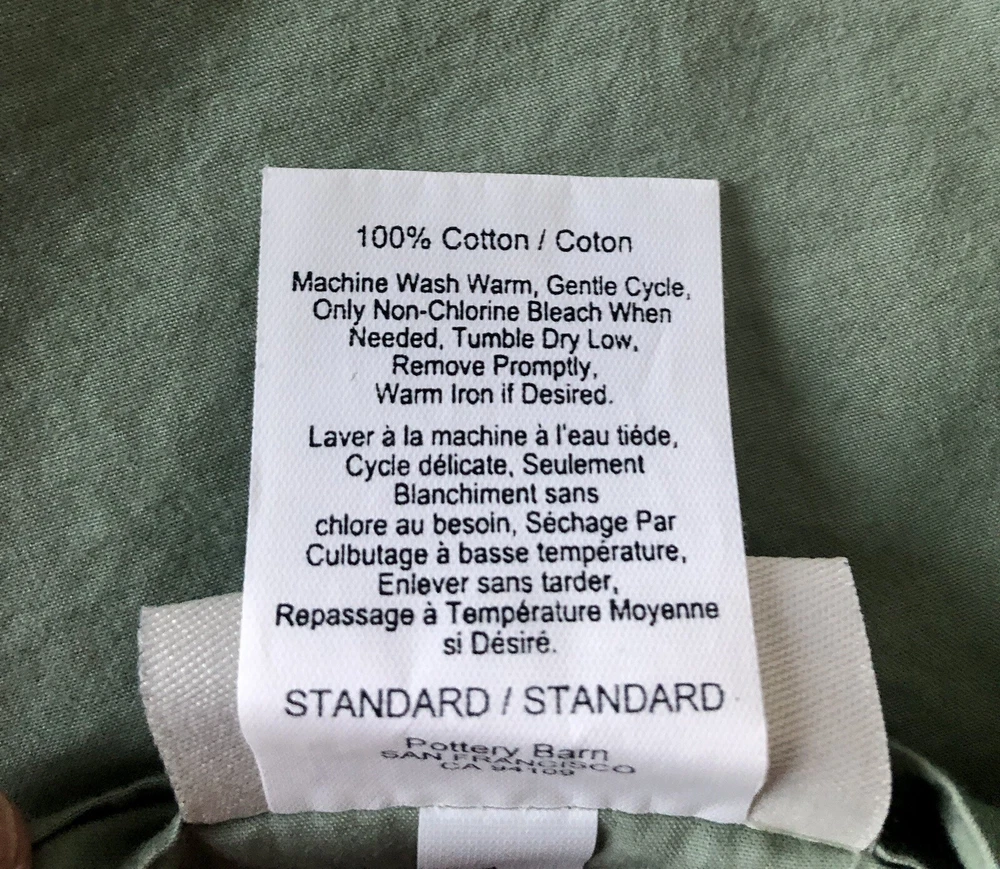 100% Cotton / Coton
Machine Wash Warm, Gentle Cycle,
Only Non-Chlorine Bleach When
Needed, Tumble Dry Low,
Remove Promptly,
Warm Iron if Desired.
Laver à la machine à l'eau tiéde,
Cycle délicate, Seulement
Blanchiment sans
chlore au besoin, Séchage Par
Culbutage à basse température,
Enlever sans tarder,
Repassage à Température Moyenne
si Désiré.
STANDARD / STANDARD
Pottery Barn
SAN FRANCISCO
CA 94109